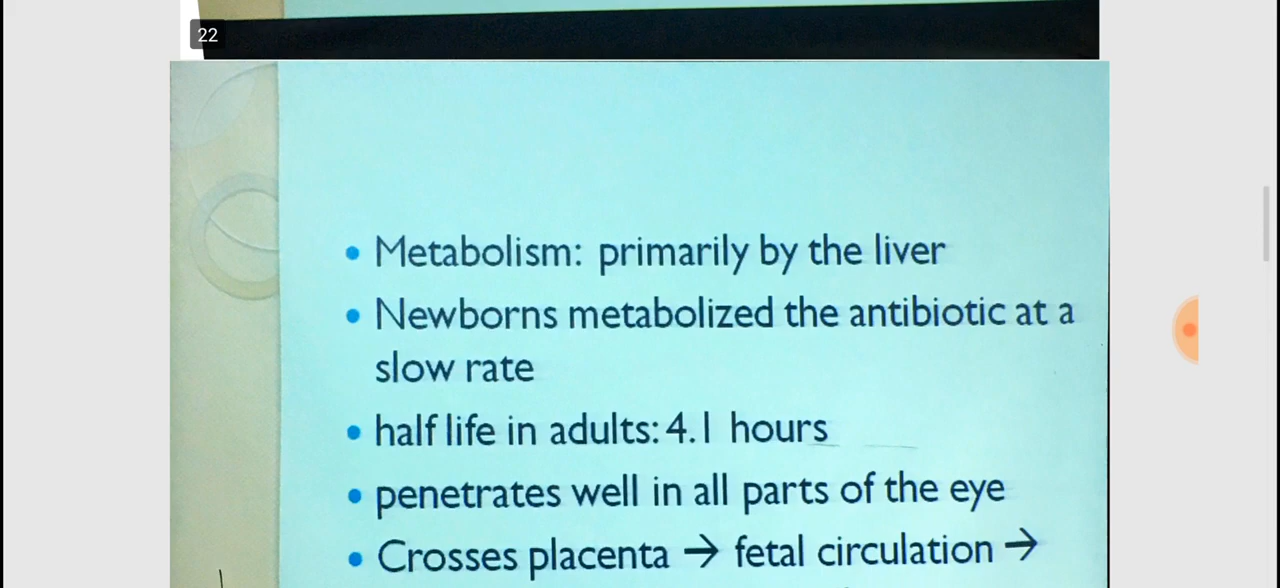 22
• Metabolism: primarily by the liver
• Newborns metabolized the antibiotic at a
slow rate
• half life in adults: 4.1 hours
• penetrates well in all parts of the eye
• Crosses placenta → fetal circulation →